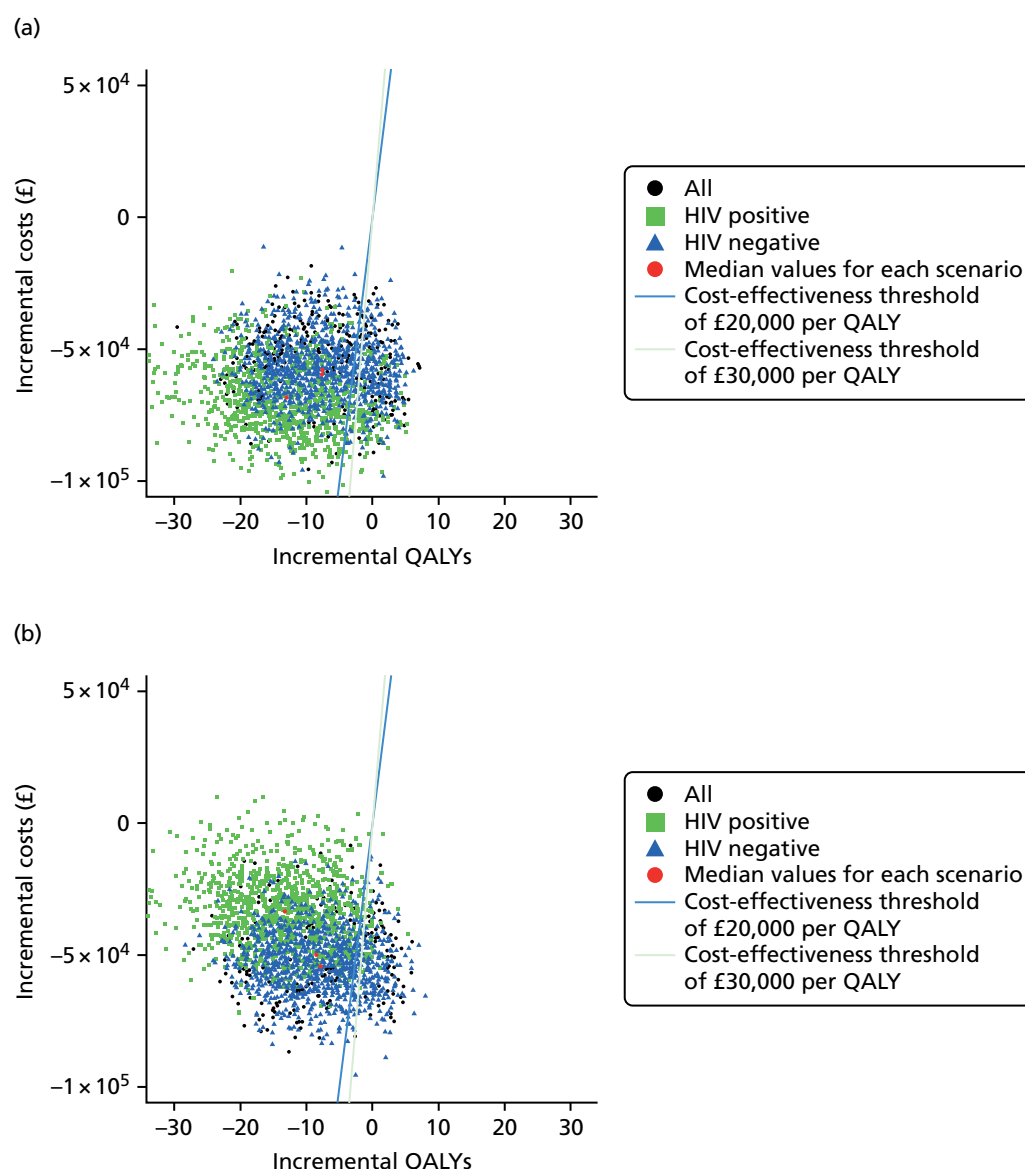 (a)
5 × 10⁴
0
−5 × 10⁴
−1 × 10⁵
Incremental costs (£)
−30 −20 −10 0 10 20 30
Incremental QALYs
All
HIV positive
HIV negative
Median values for each scenario
Cost-effectiveness threshold
of £20,000 per QALY
Cost-effectiveness threshold
of £30,000 per QALY
(b)
5 × 10⁴
0
−5 × 10⁴
−1 × 10⁵
Incremental costs (£)
−30 −20 −10 0 10 20 30
Incremental QALYs
All
HIV positive
HIV negative
Median values for each scenario
Cost-effectiveness threshold
of £20,000 per QALY
Cost-effectiveness threshold
of £30,000 per QALY